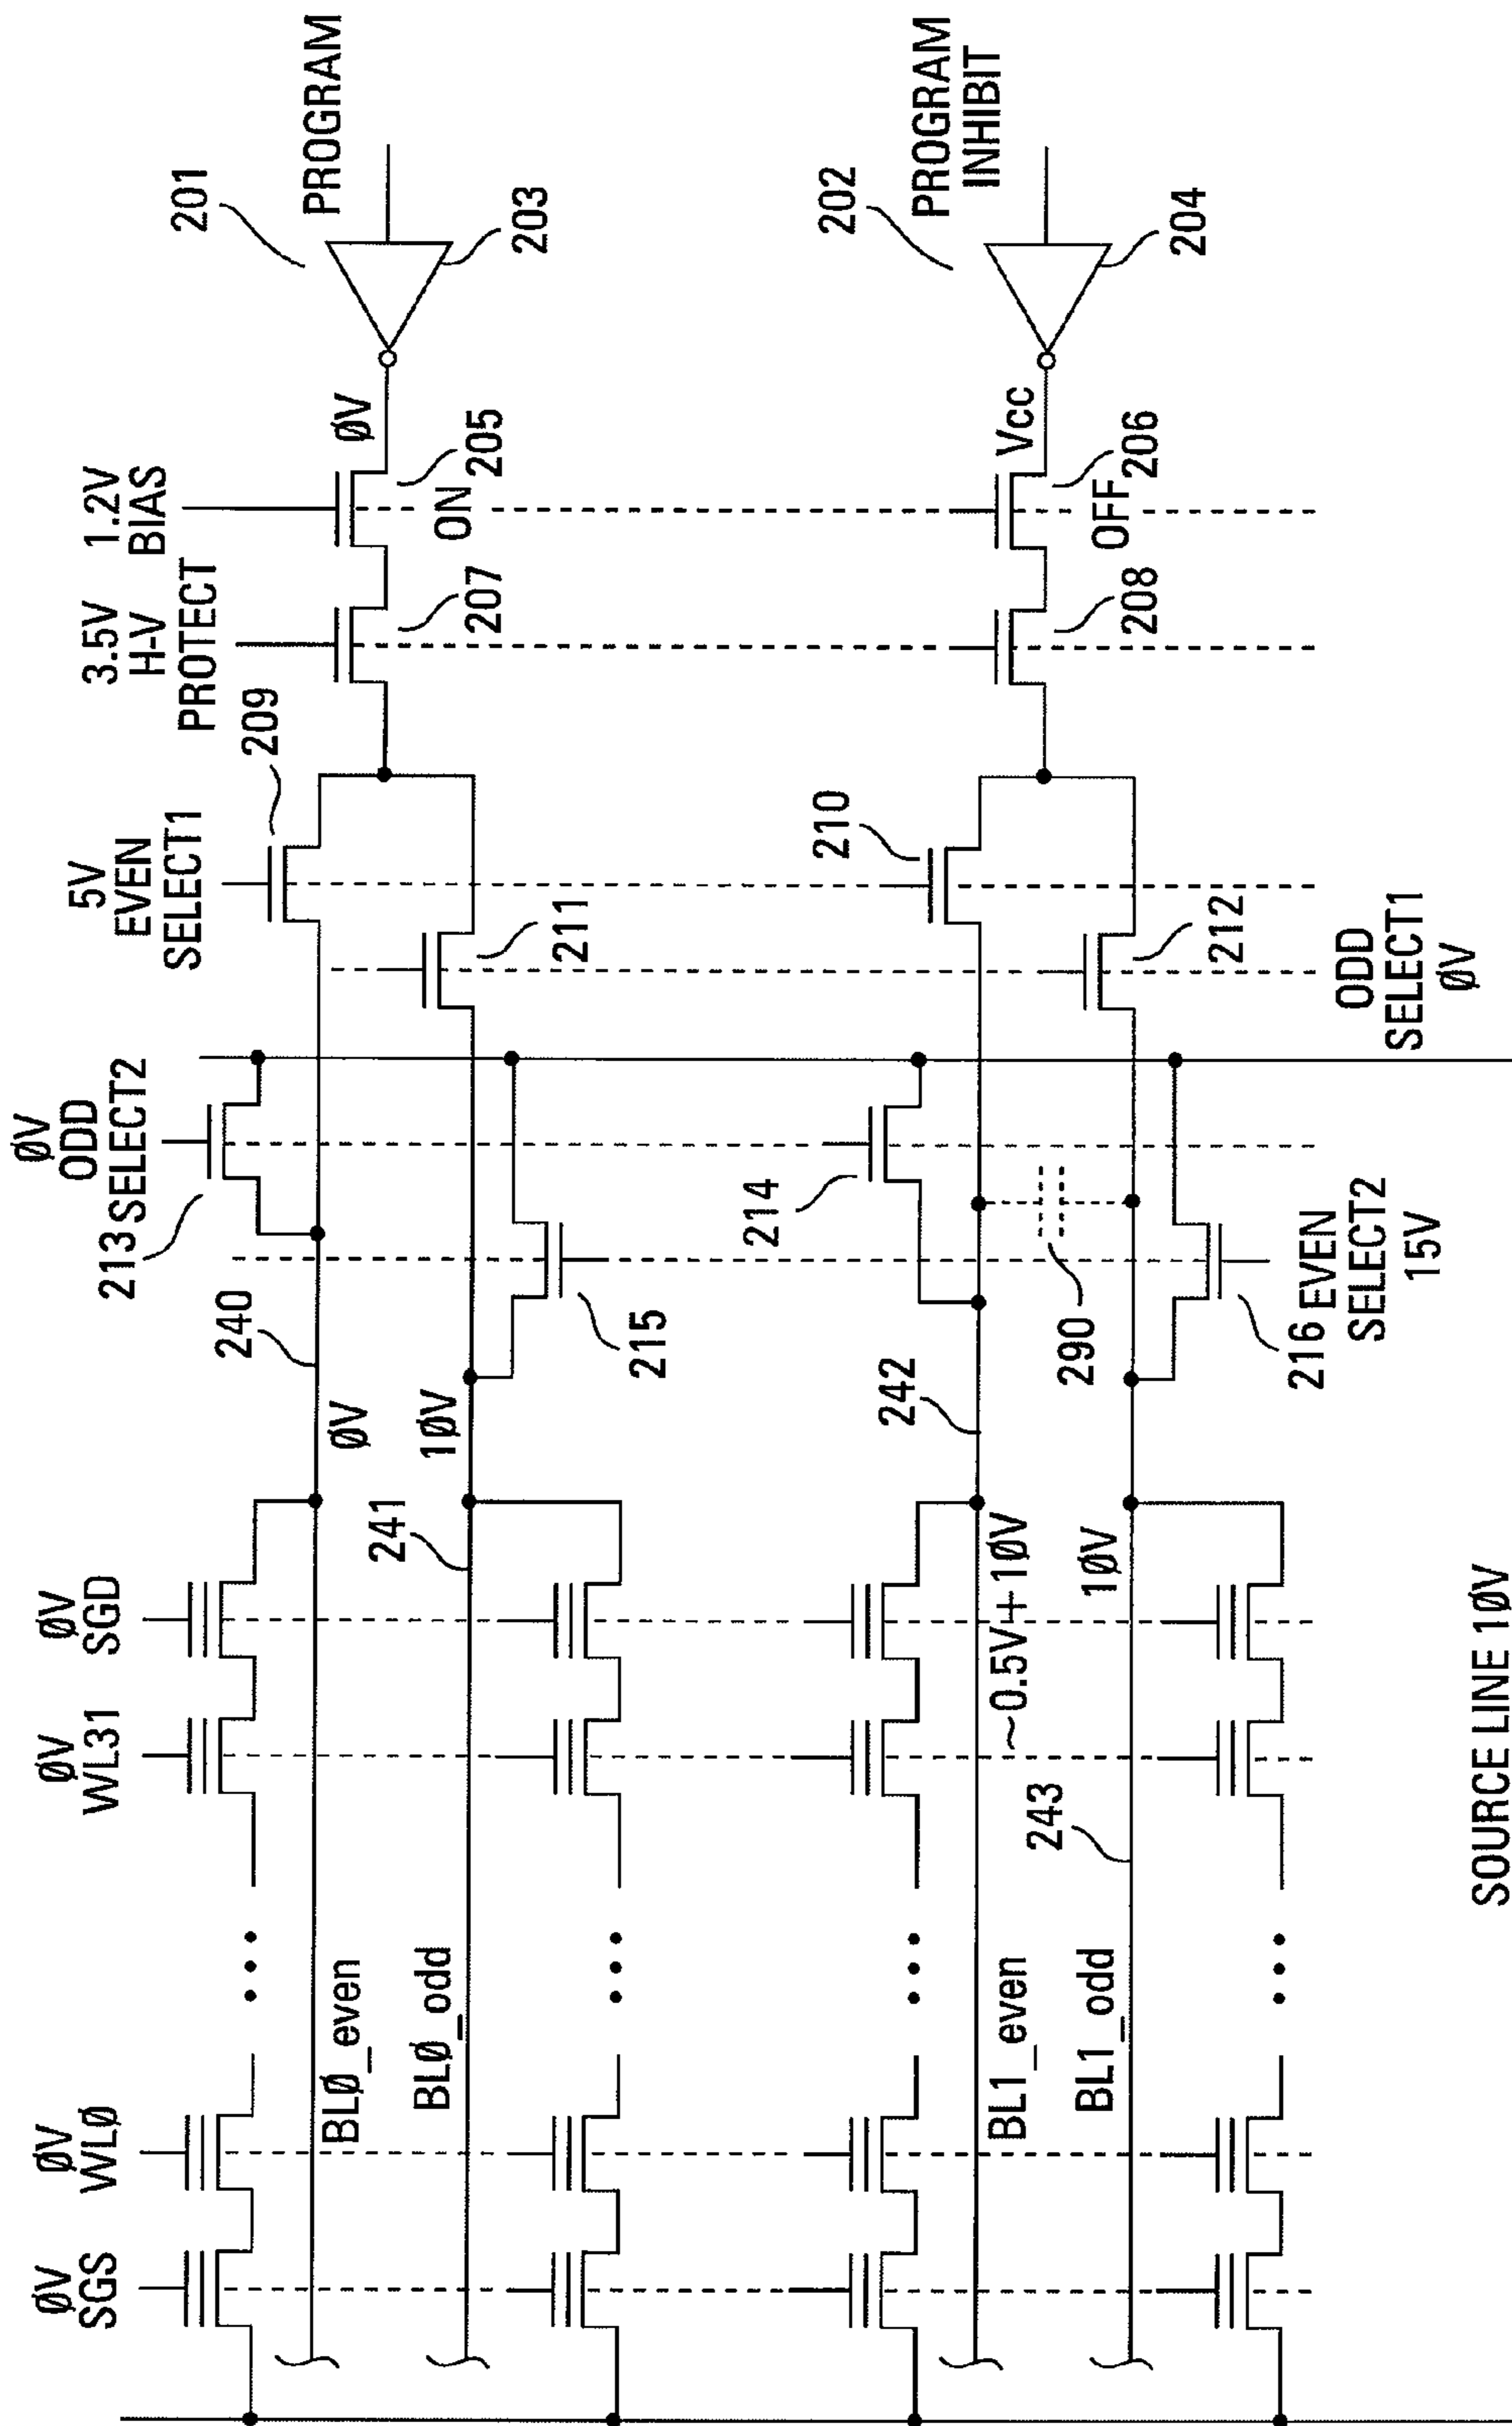 ØV
SGS
ØV
WLØ
ØV
WL31
ØV
SGD
ØV
ODD
SELECT2
5V
EVEN
SELECT1
3.5V
H-V
PROTECT
1.2V
BIAS
201
PROGRAM
203
ØV
205
ON
207
209
211
213
240
ØV
215
10V
241
BLØ_even
BLØ_odd
202
PROGRAM
INHIBIT
204
Vcc
206
OFF
208
210
212
214
290
242
~0.5V+1ØV
1ØV
243
BL1_even
BL1_odd
216
EVEN
SELECT2
15V
ODD
SELECT1
ØV
SOURCE LINE 1ØV